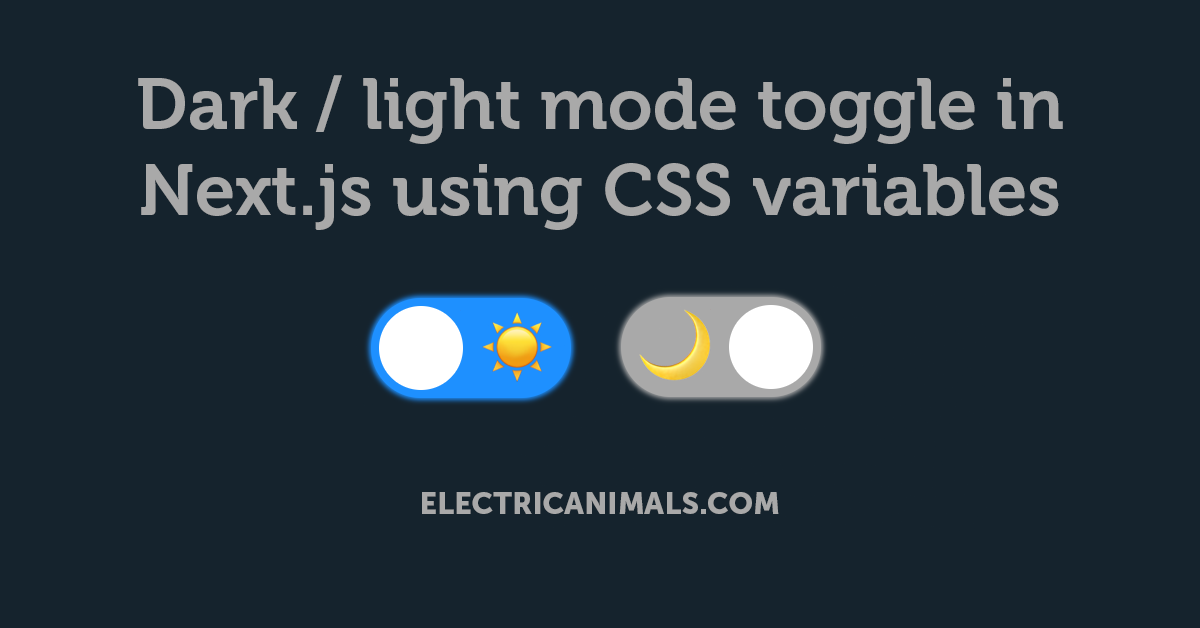 Dark / light mode toggle in
Next.js using CSS variables
ELECTRICANIMALS.COM